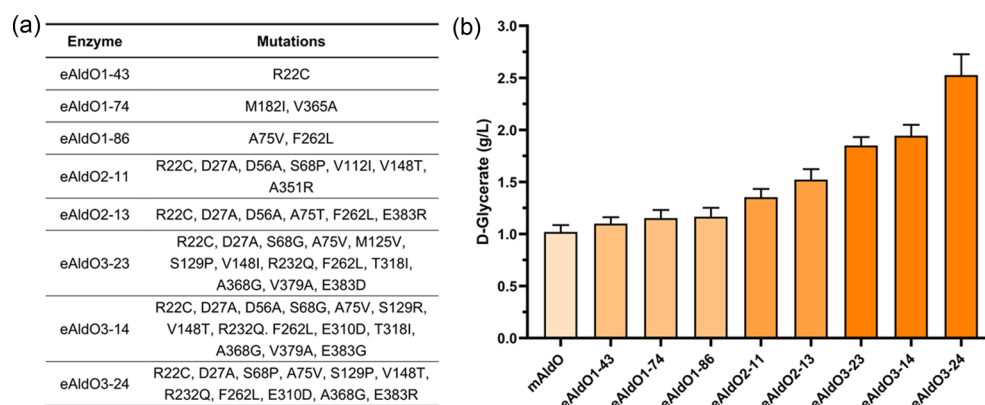 (a)
Enzyme Mutations
eAldO1-43 R22C
eAldO1-74 M182I, V365A
eAldO1-86 A75V, F262L
eAldO2-11 R22C, D27A, D56A, S68P, V112I, V148T,
A351R
eAldO2-13 R22C, D27A, D56A, A75T, F262L, E383R
R22C, D27A, S68G, A75V, M125V,
eAldO3-23 S129P, V148I, R232Q, F262L, T318I,
A368G, V379A, E383D
R22C, D27A, D56A, S68G, A75V, S129R,
eAldO3-14 V148T, R232Q. F262L, E310D, T318I,
A368G, V379A, E383G
eAldO3-24 R22C, D27A, S68P, A75V, S129P, V148T,
R232Q, F262L, E310D, A368G, E383R
(b)
D-Glycerate (g/L)
3.0
2.5
2.0
1.5
1.0
0.5
0.0
mAldO
eAldO1-43
eAldO1-74
eAldO1-86
eAldO2-11
eAldO2-13
eAldO3-23
eAldO3-14
eAldO3-24